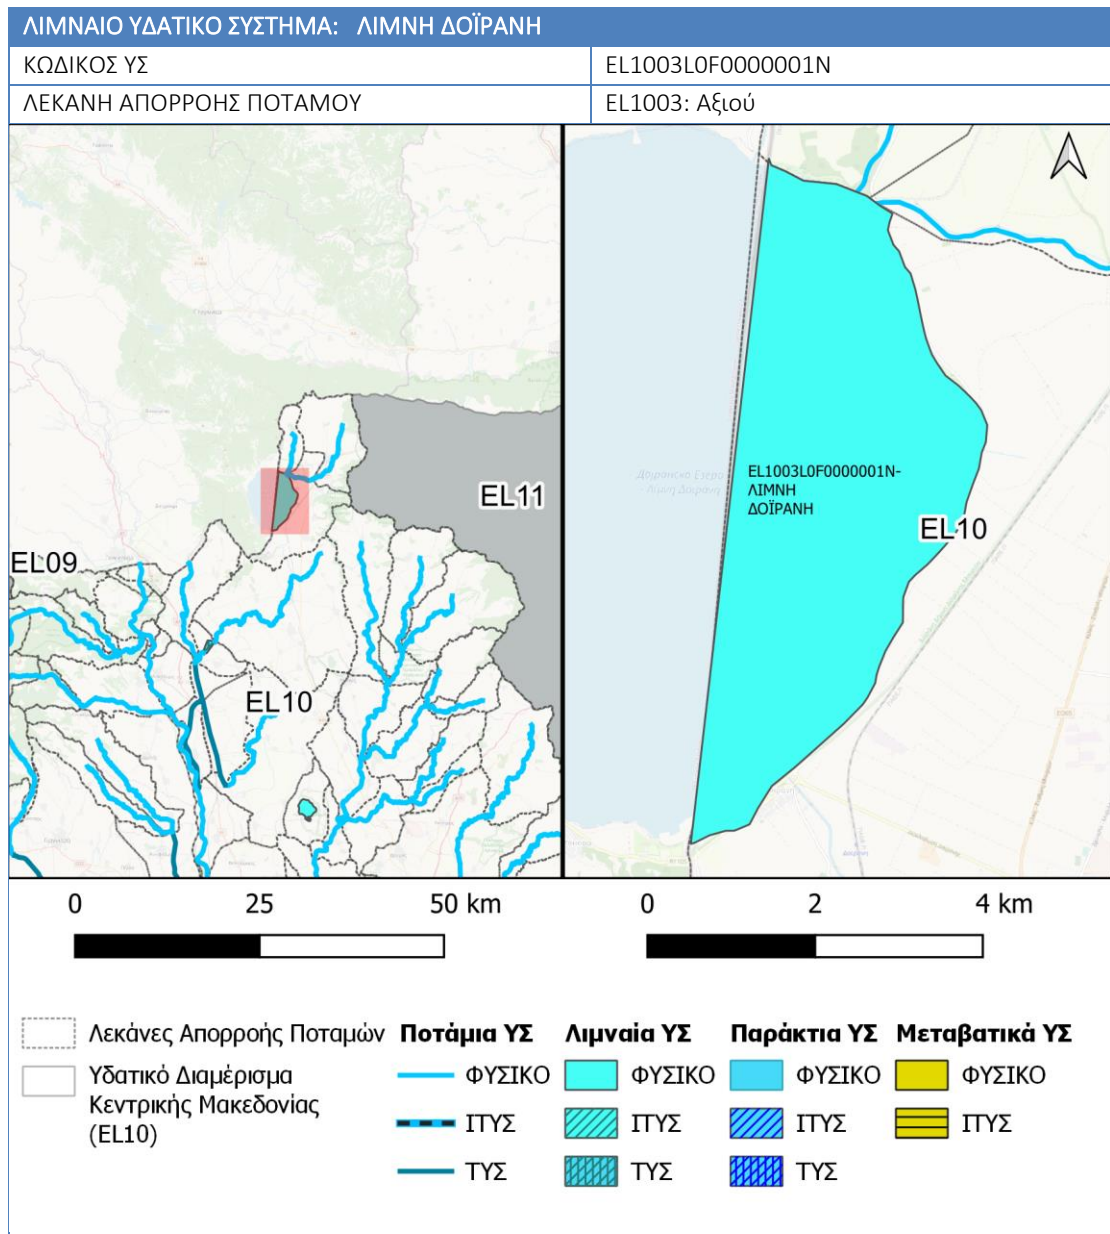 ΛΙΜΝΑΙΟ ΥΔΑΤΙΚΟ ΣΥΣΤΗΜΑ: ΛΙΜΝΗ ΔΟΪΡΑΝΗ
ΚΩΔΙΚΟΣ ΥΣ EL1003L0F0000001N
ΛΕΚΑΝΗ ΑΠΟΡΡΟΗΣ ΠΟΤΑΜΟΥ EL1003: Αξιού
EL11
EL09
EL10
EL1003L0F0000001N-
ΛΙΜΝΗ
ΔΟΪΡΑΝΗ
EL10
0 25 50 km
0 2 4 km
Λεκάνες Απορροής Ποταμών
Υδατικό Διαμέρισμα
Κεντρικής Μακεδονίας
(EL10)
Ποτάμια ΥΣ Λιμναία ΥΣ Παράκτια ΥΣ Μεταβατικά ΥΣ
ΦΥΣΙΚΟ ΦΥΣΙΚΟ ΦΥΣΙΚΟ ΦΥΣΙΚΟ
ΙΤΥΣ ΙΤΥΣ ΙΤΥΣ ΙΤΥΣ
ΤΥΣ ΤΥΣ ΤΥΣ